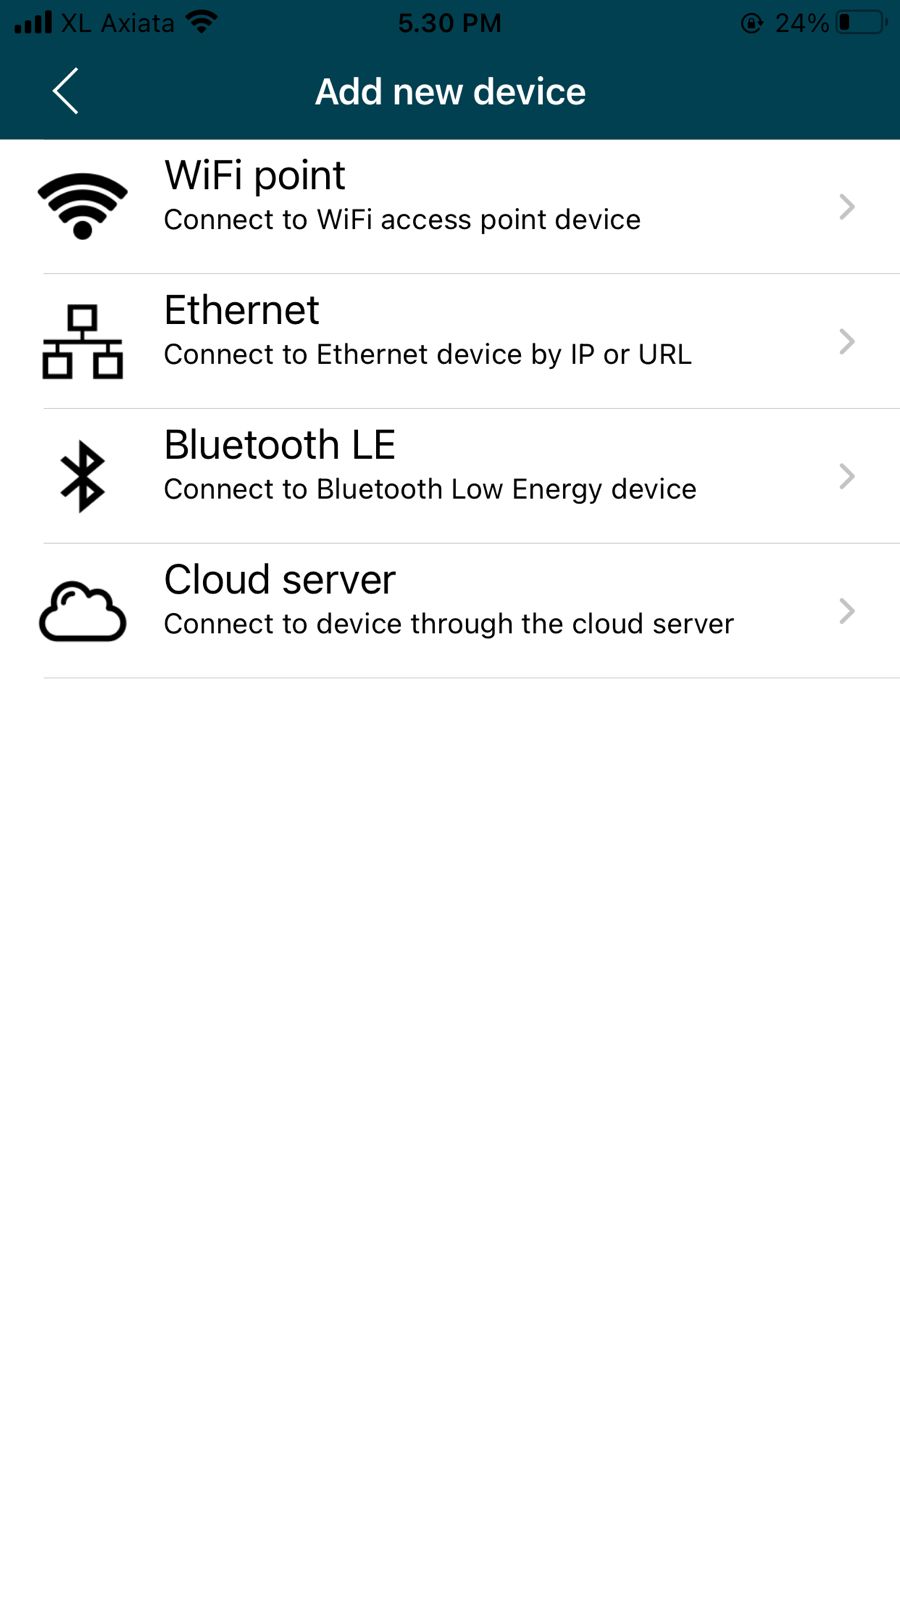 XL Axiata
5.30 PM
24%
Add new device
WiFi point
Connect to WiFi access point device
Ethernet
Connect to Ethernet device by IP or URL
Bluetooth LE
Connect to Bluetooth Low Energy device
Cloud server
Connect to device through the cloud server